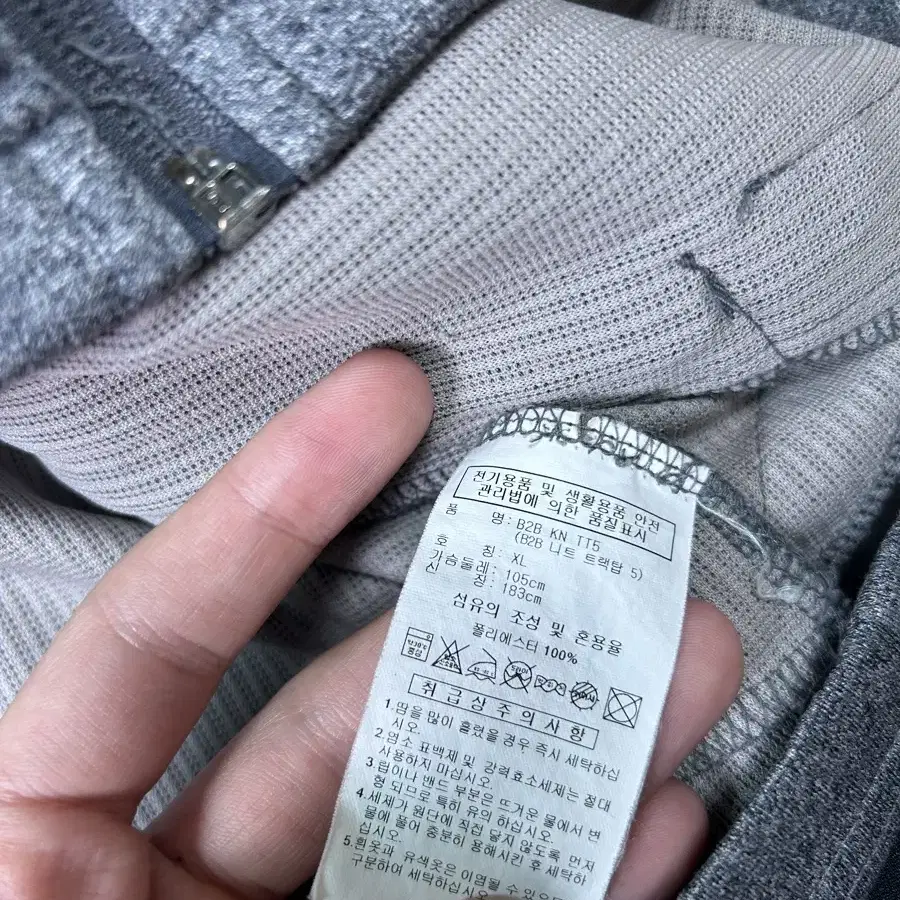 전기용품 및 생활용품 안전
관리법에 의한 품질표시
품 명: B2B KN TT5
(B2B 니트 트랙탑 5)
호 칭: XL
가슴둘레: 105cm
신 장: 183cm
섬유의 조성 및 혼용율
폴리에스터 100%
약30℃
중성
취급상주의사항
1.땀을 많이 흘렸을 경우 즉시 세탁하십
시오.
2.염소 표백제 및 강력효소세제는 절대
사용하지 마십시오.
3.립이나 밴드 부분은 뜨거운 물에서 변
형 되므로 특히 유의 하십시오.
4.세제가 원단에 직접 닿지 않도록 먼저
물에 풀어 충분히 용해시킨 후 세탁하
십시오.
5.흰옷과 유색옷은 이염될 수 있으
구분하여 세탁하십시오